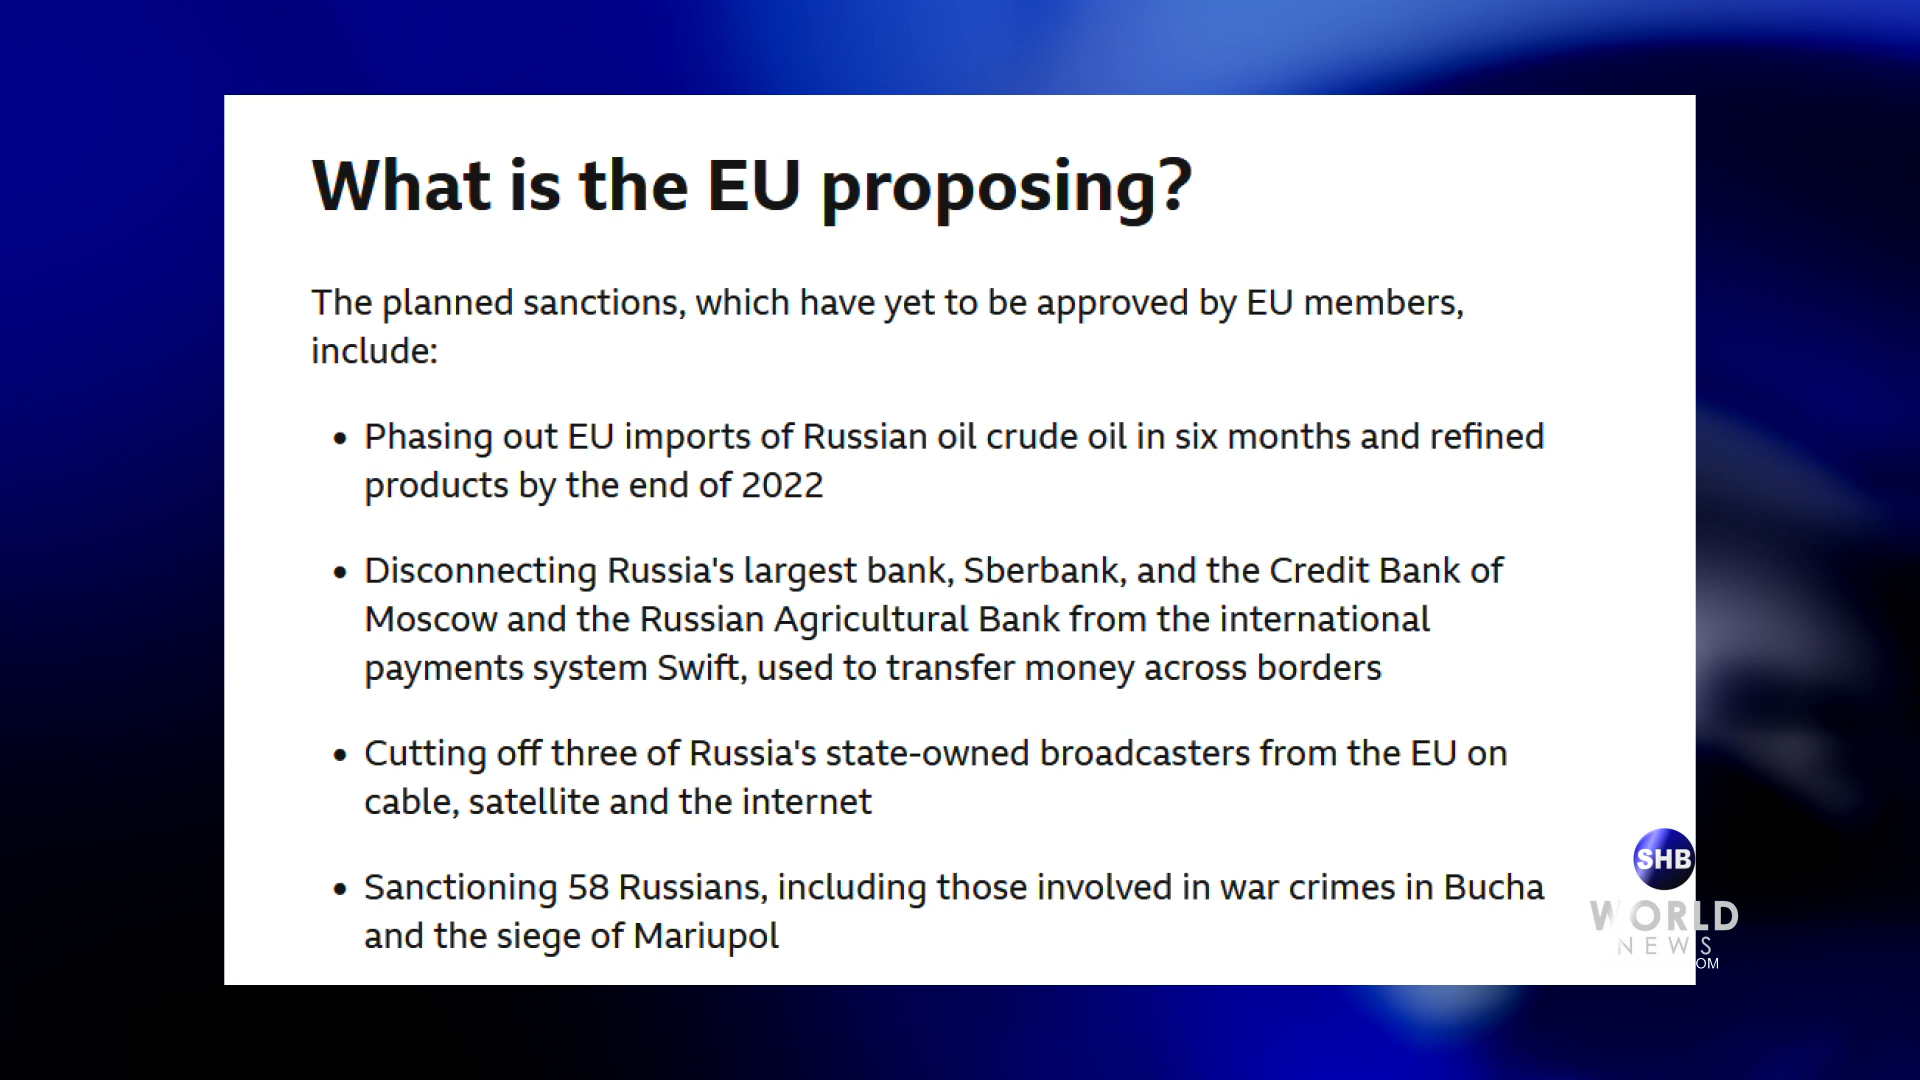 What is the EU proposing?
The planned sanctions, which have yet to be approved by EU members,
include:
• Phasing out EU imports of Russian oil crude oil in six months and refined
products by the end of 2022
• Disconnecting Russia's largest bank, Sberbank, and the Credit Bank of
Moscow and the Russian Agricultural Bank from the international
payments system Swift, used to transfer money across borders
• Cutting off three of Russia's state-owned broadcasters from the EU on
cable, satellite and the internet
• Sanctioning 58 Russians, including those involved in war crimes in Bucha
and the siege of Mariupol
SHB
WORLD
NEWS